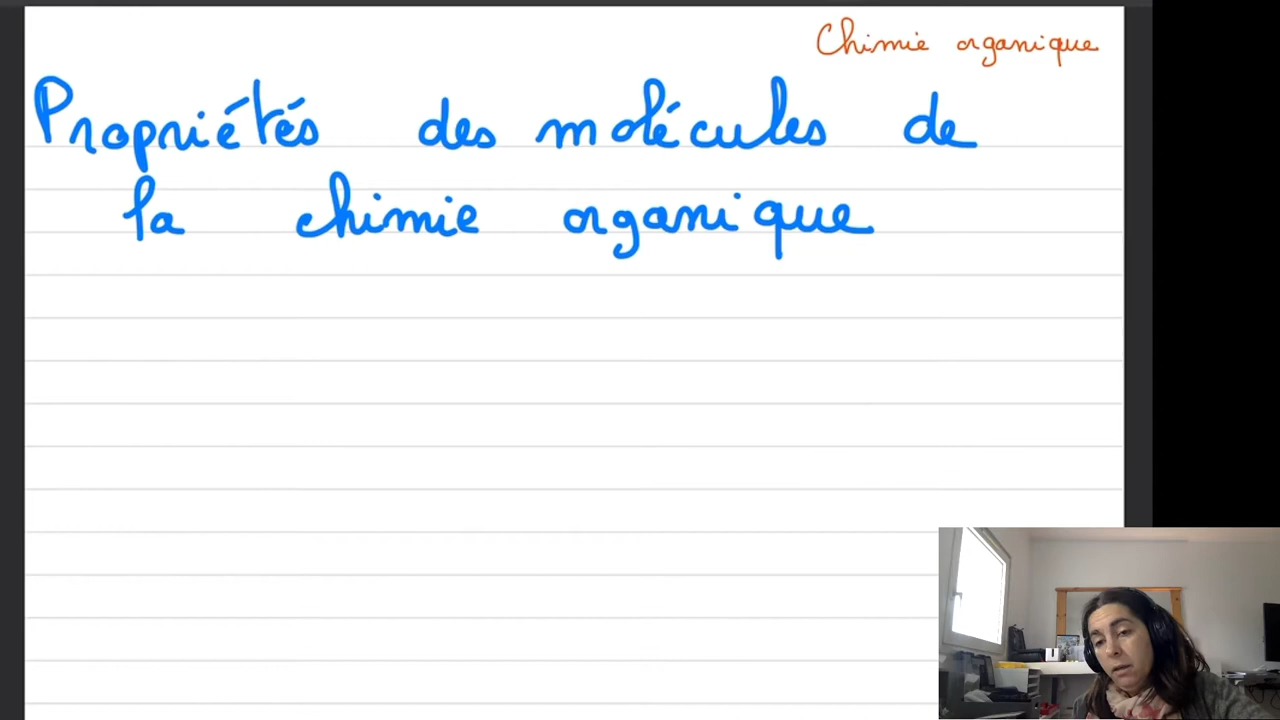 Chimie organique
Propriétés des molécules de
la chimie organique